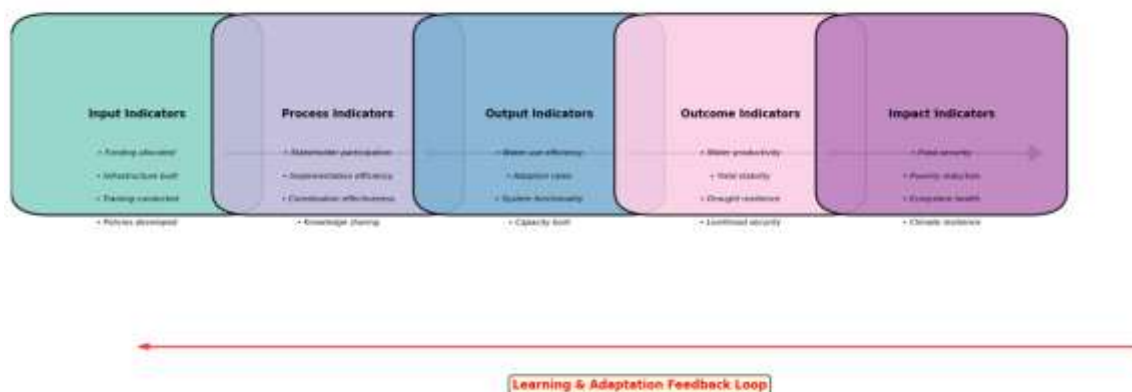 Input Indicators
• Funding allocated
• Infrastructure built
• Training conducted
• Policies developed
Process Indicators
• Stakeholder participation
• Implementation efficiency
• Coordination effectiveness
• Knowledge sharing
Output Indicators
• Water use efficiency
• Adoption rates
• System functionality
• Capacity built
Outcome Indicators
• Water productivity
• Yield stability
• Drought resilience
• Livelihood security
Impact Indicators
• Food security
• Poverty reduction
• Ecosystem health
• Climate resilience
Learning & Adaptation Feedback Loop